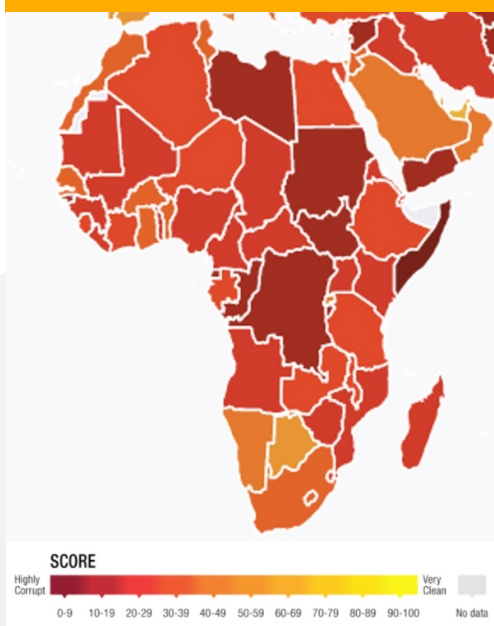 SCORE
Highly
Corrupt
Very
Clean
0-9 10-19 20-29 30-39 40-49 50-59 60-69 70-79 80-89 90-100 No data